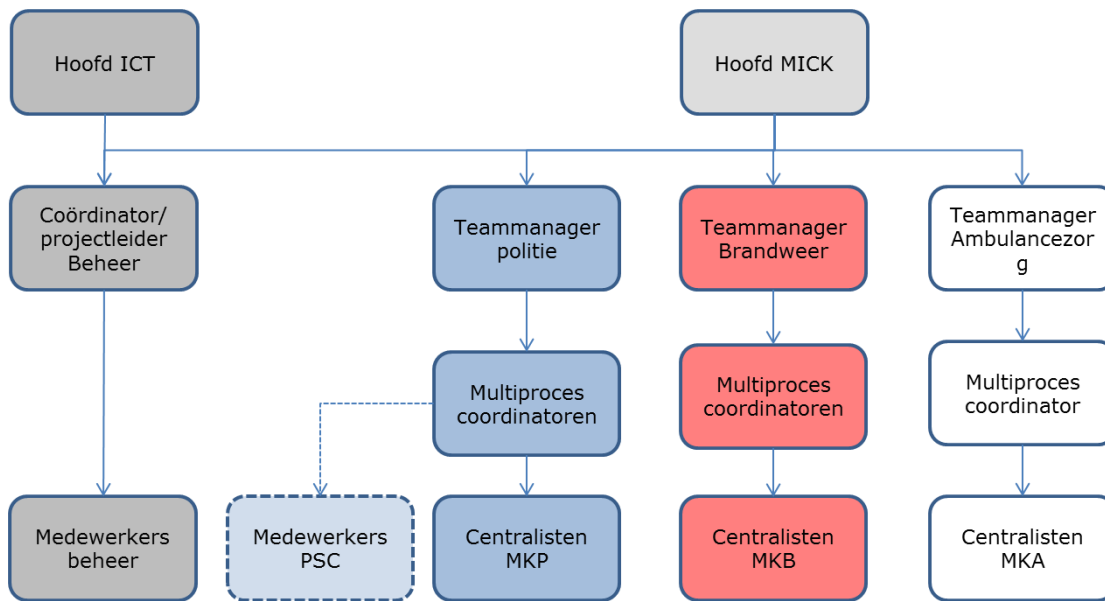 Hoofd ICT
Hoofd MICK
Coördinator/
projectleider
Beheer
Teammanager
politie
Teammanager
Brandweer
Teammanager
Ambulancezor
g
Multiproces
coordinatoren
Multiproces
coordinatoren
Multiproces
coordinator
Medewerkers
beheer
Medewerkers
PSC
Centralisten
MKP
Centralisten
MKB
Centralisten
MKA